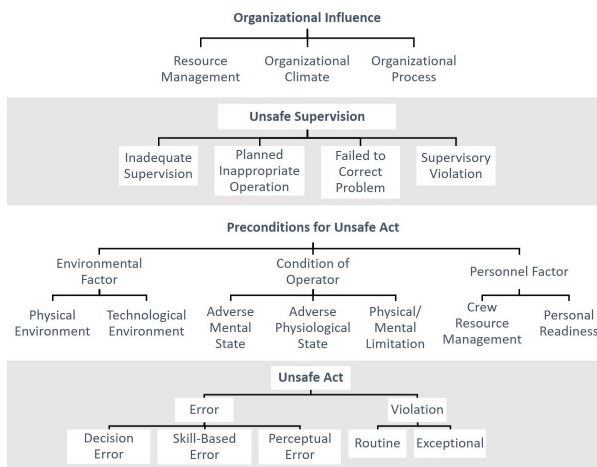 Organizational Influence
Resource Management
Organizational Climate
Organizational Process
Unsafe Supervision
Inadequate Supervision
Planned Inappropriate Operation
Failed to Correct Problem
Supervisory Violation
Preconditions for Unsafe Act
Environmental Factor
Condition of Operator
Personnel Factor
Physical Environment
Technological Environment
Adverse Mental State
Adverse Physiological State
Physical/ Mental Limitation
Crew Resource Management
Personal Readiness
Unsafe Act
Error
Violation
Decision Error
Skill-Based Error
Perceptual Error
Routine
Exceptional